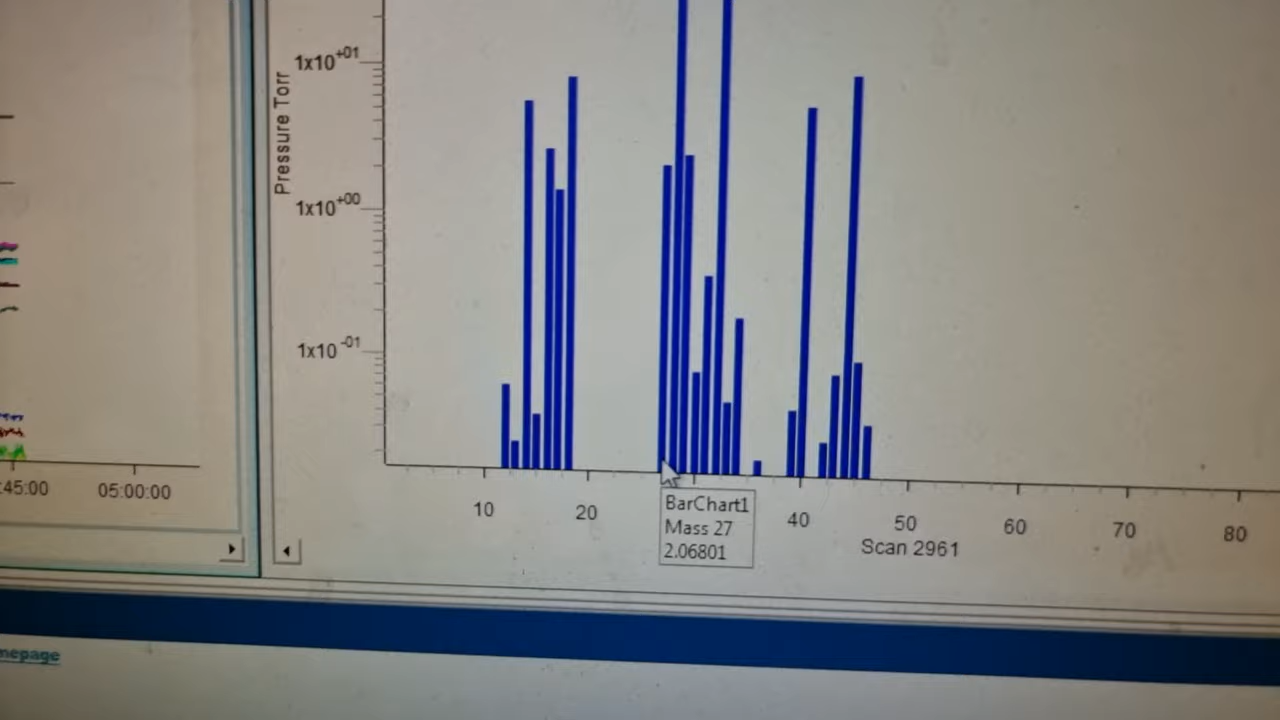 1x10+01
Pressure Torr
1x10+00
1x10-01
:45:00
05:00:00
10
20
40
50
60
70
80
BarChart1
Mass 27
2.06801
Scan 2961
mepage